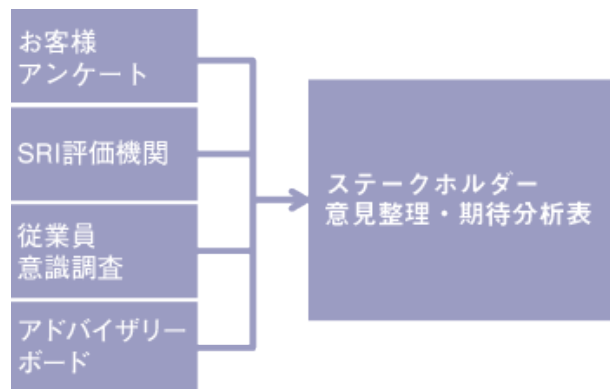 お客様
アンケート
SRI評価機関
従業員
意識調査
アドバイザリー
ボード
ステークホルダー
意見整理・期待分析表